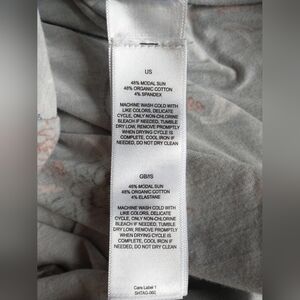 US
48% MODAL SUN
48% ORGANIC COTTON
4% SPANDEX
MACHINE WASH COLD WITH
LIKE COLORS, DELICATE
CYCLE, ONLY NON-CHLORINE
BLEACH IF NEEDED, TUMBLE
DRY LOW, REMOVE PROMPTLY
WHEN DRYING CYCLE IS
COMPLETE, COOL IRON IF
NEEDED, DO NOT DRY CLEAN
GB/IS
48% MODAL SUN
48% ORGANIC COTTON
4% ELASTANE
MACHINE WASH COLD WITH
LIKE COLORS, DELICATE
CYCLE, ONLY NON-CHLORINE
BLEACH IF NEEDED, TUMBLE
DRY LOW, REMOVE PROMPTLY
WHEN DRYING CYCLE IS
COMPLETE, COOL IRON IF
NEEDED, DO NOT DRY CLEAN
Care Label 1
SHTAG-062